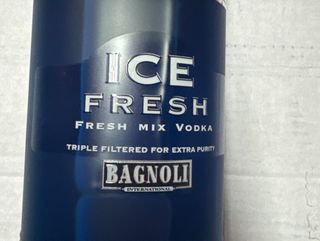 ICE
FRESH
FRESH MIX VODKA
TRIPLE FILTERED FOR EXTRA PURITY
BAGNOLI
INTERNATIONAL